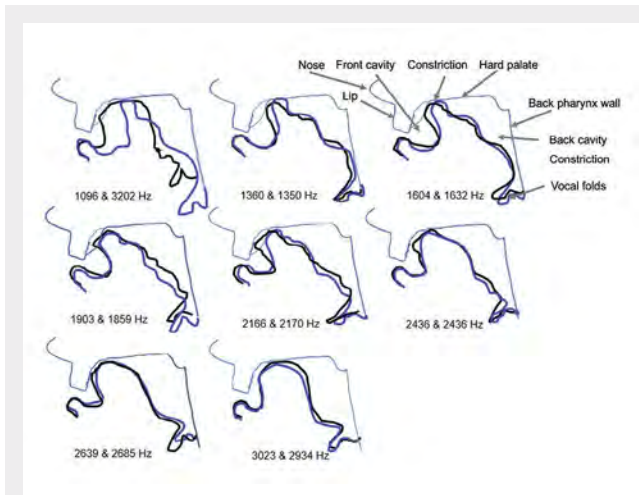 Nose Front cavity Constriction Hard palate
Lip
Back pharynx wall
Back cavity
Constriction
Vocal folds
1096 & 3202 Hz
1360 & 1350 Hz
1604 & 1632 Hz
1903 & 1859 Hz
2166 & 2170 Hz
2436 & 2436 Hz
2639 & 2685 Hz
3023 & 2934 Hz